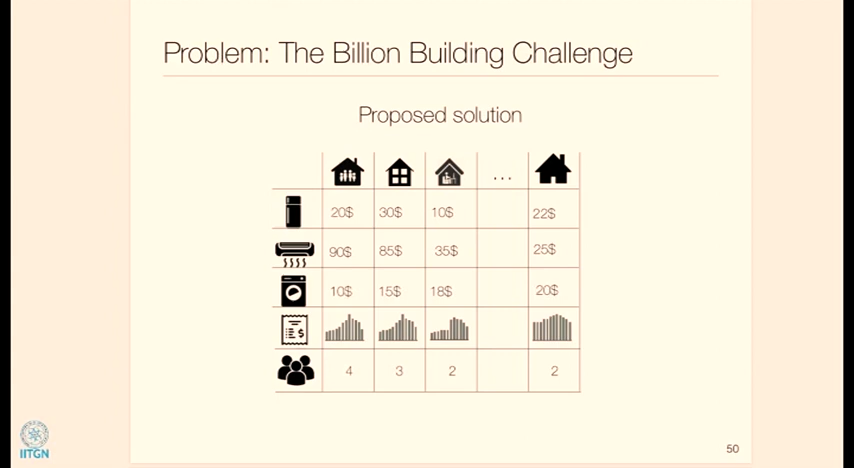 Problem: The Billion Building Challenge
Proposed solution
...
20$ 30$ 10$ 22$
90$ 85$ 35$ 25$
10$ 15$ 18$ 20$
$
4 3 2 2
IITGN
50